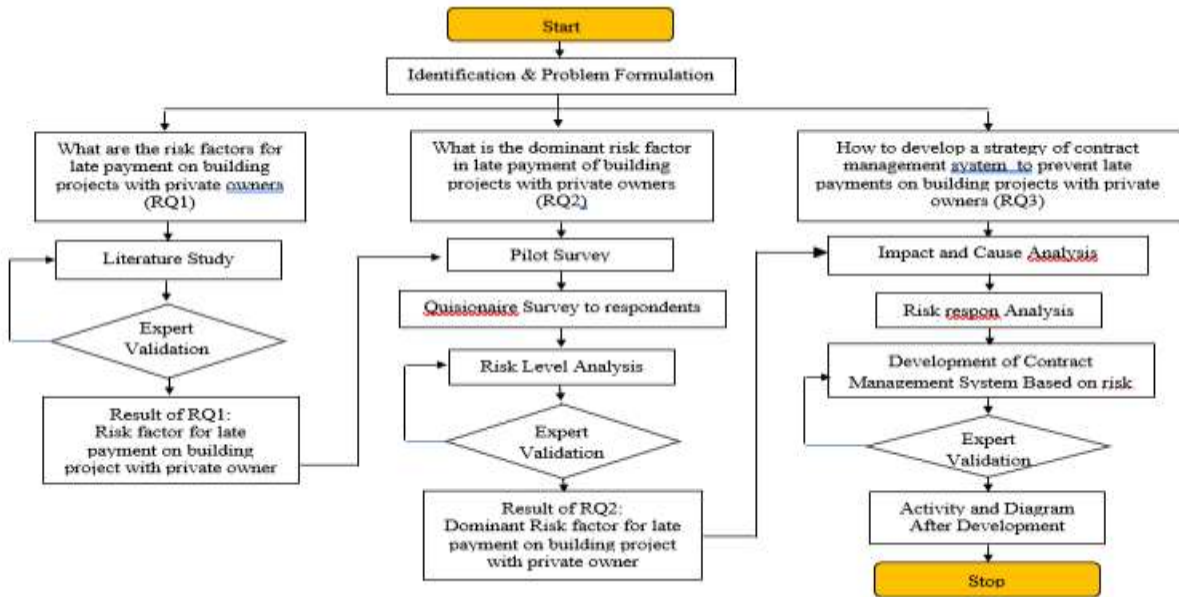 Start
Identification & Problem Formulation
What are the risk factors for
late payment on building
projects with private owners
(RQ1)
Literature Study
Expert
Validation
Result of RQ1:
Risk factor for late
payment on building
project with private owner
What is the dominant risk factor
in late payment of building
projects with private owners
(RQ2)
Pilot Survey
Quisionaire Survey to respondents
Risk Level Analysis
Expert
Validation
Result of RQ2:
Dominant Risk factor for late
payment on building project
with private owner
How to develop a strategy of contract
management system to prevent late
payments on building projects with private
owners (RQ3)
Impact and Cause Analysis
Risk respon Analysis
Development of Contract
Management System Based on risk
Expert
Validation
Activity and Diagram
After Development
Stop